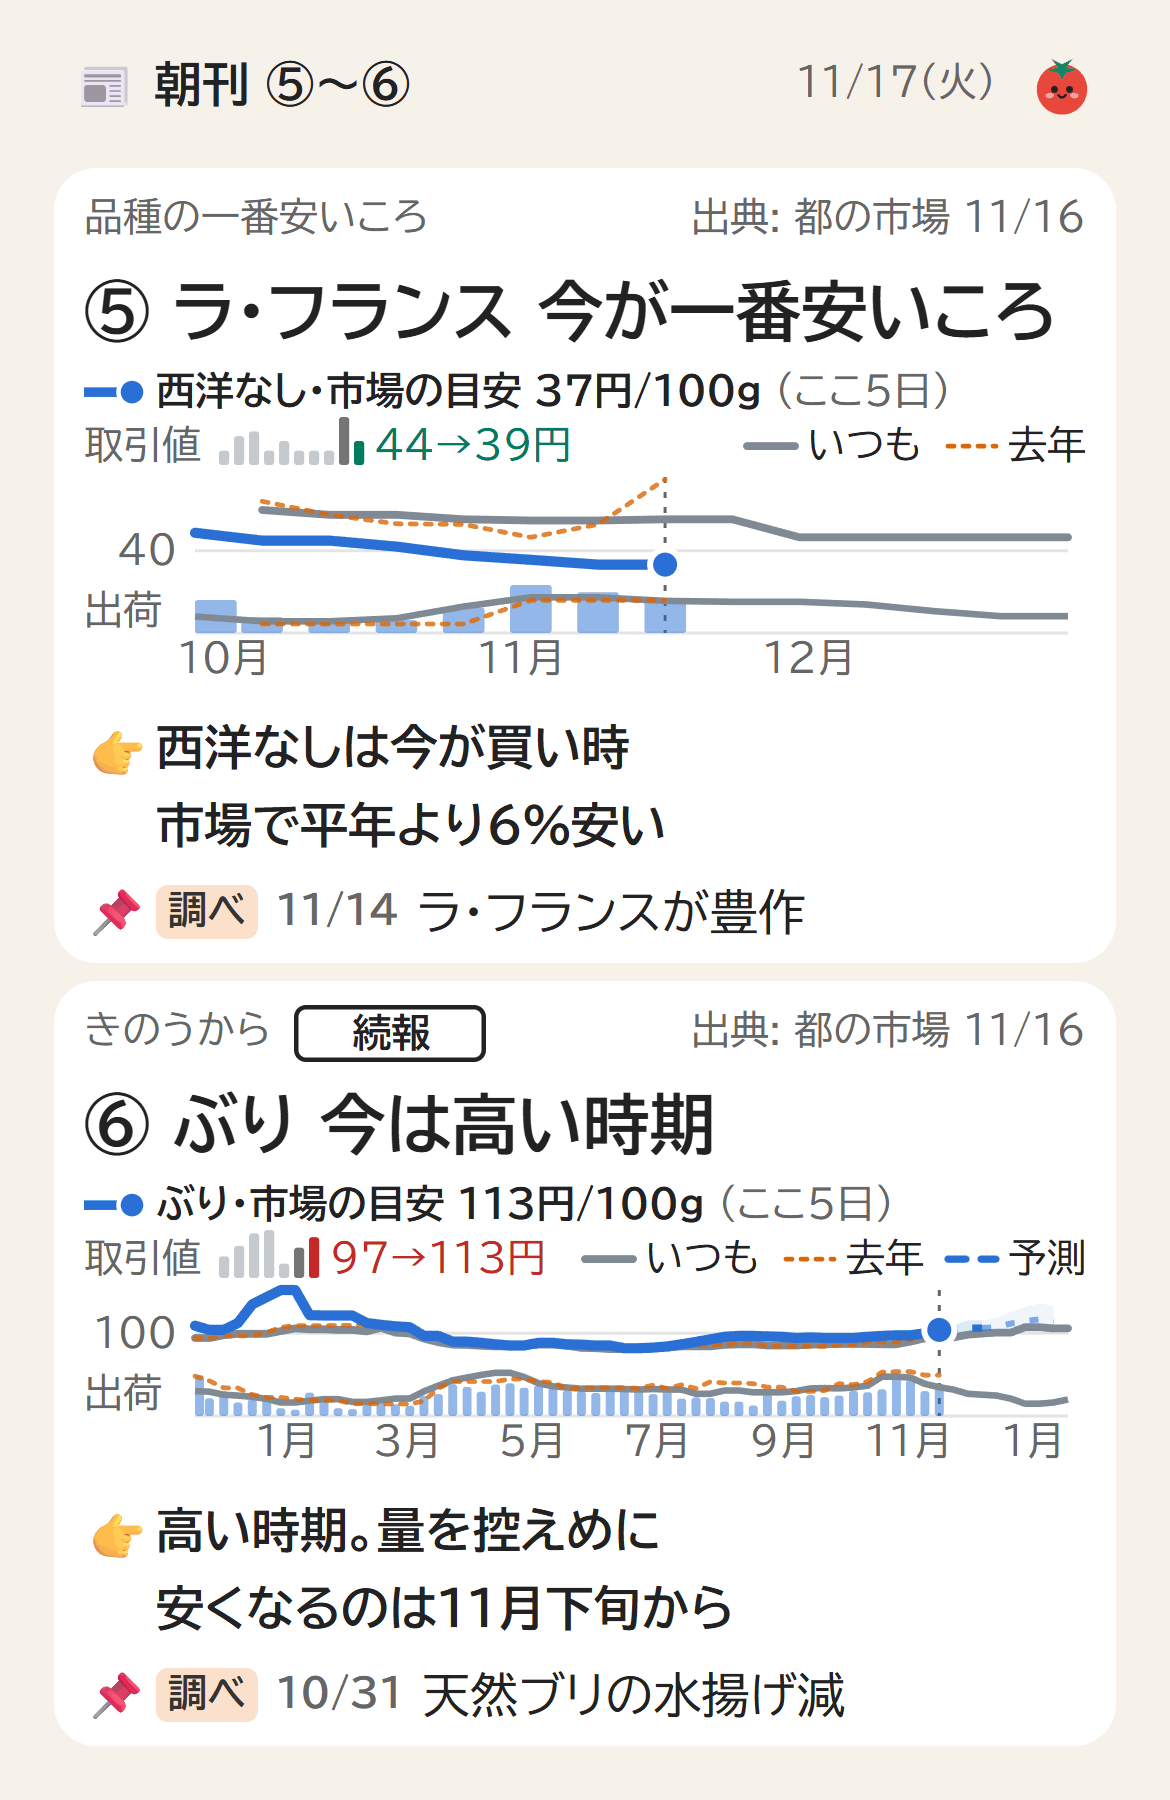 朝刊 ⑤〜⑥
11/17(火)
品種の一番安いころ
出典: 都の市場 11/16
⑤ ラ・フランス 今が一番安いころ
西洋なし・市場の目安 37円/100g (ここ5日)
取引値 44→39円 いつも 去年
40
出荷
10月 11月 12月
西洋なしは今が買い時
市場で平年より6%安い
調べ 11/14 ラ・フランスが豊作
きのうから 続報
出典: 都の市場 11/16
⑥ ぶり 今は高い時期
ぶり・市場の目安 113円/100g (ここ5日)
取引値 97→113円 いつも 去年 予測
100
出荷
1月 3月 5月 7月 9月 11月 1月
高い時期。量を控えめに
安くなるのは11月下旬から
調べ 10/31 天然ブリの水揚げ減